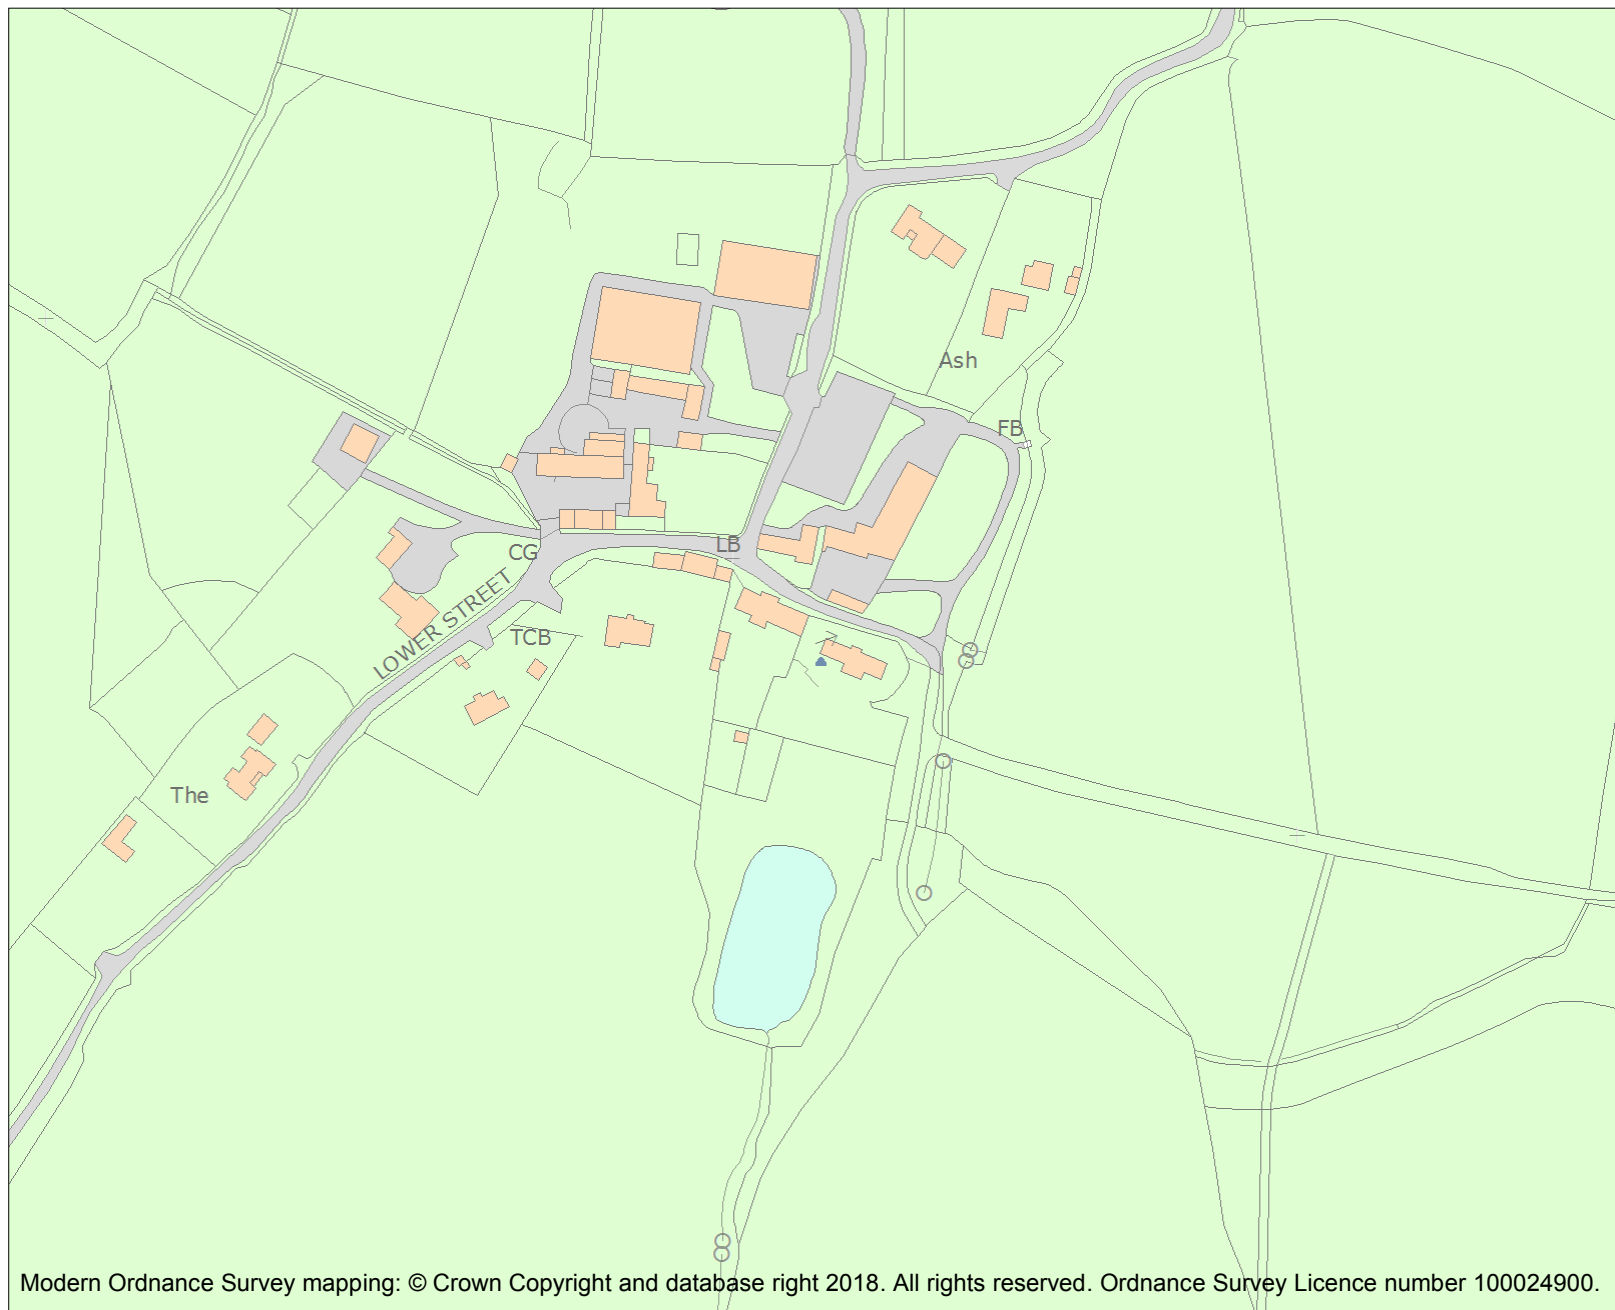 Ash
FB
LB
CG
LOWER STREET
TCB
The
Modern Ordnance Survey mapping: © Crown Copyright and database right 2018. All rights reserved. Ordnance Survey Licence number 100024900.